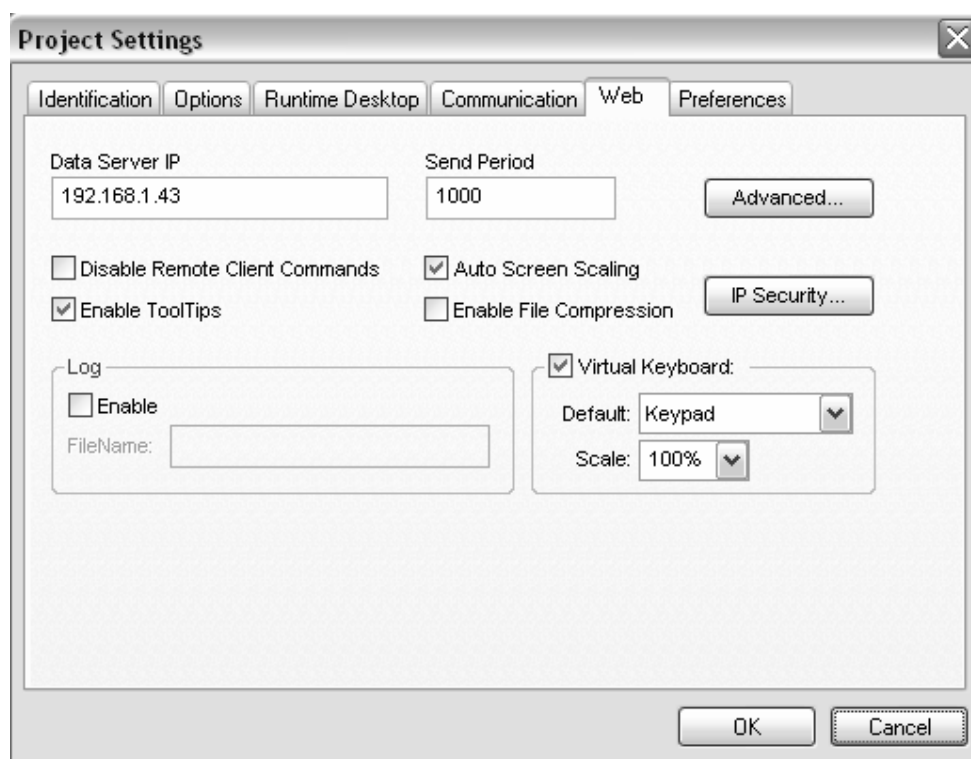 Project Settings
Identification Options Runtime Desktop Communication Web Preferences
Data Server IP Send Period
192.168.1.43 1000 Advanced...
Disable Remote Client Commands Auto Screen Scaling
Enable ToolTips Enable File Compression IP Security...
Log Virtual Keyboard:
Enable Default: Keypad
FileName: Scale: 100%
OK Cancel